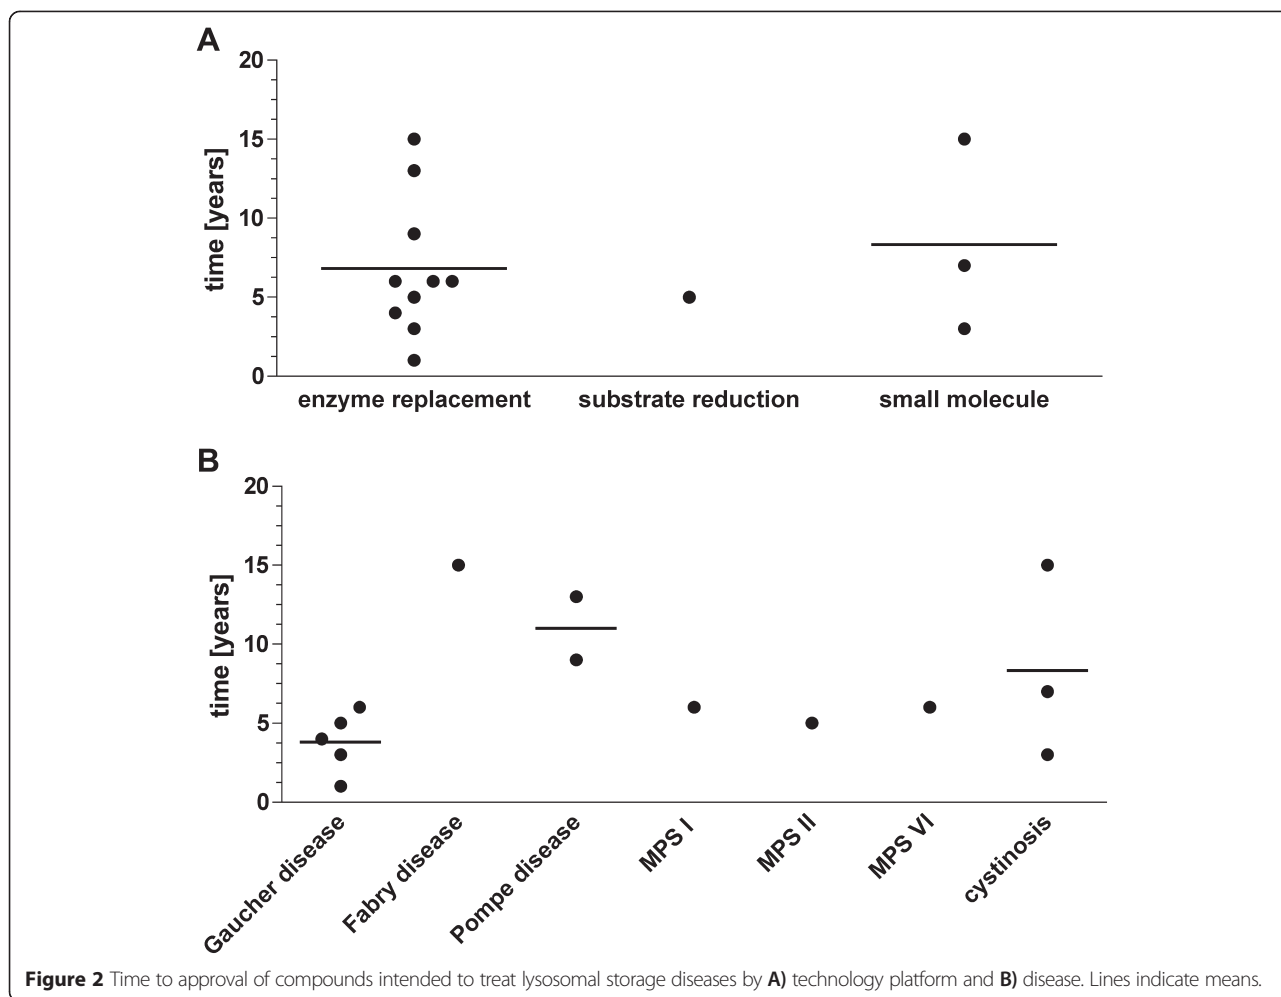 A
20
15
10
5
0
time [years]
enzyme replacement substrate reduction small molecule
B
20
15
10
5
0
time [years]
Gaucher disease
Fabry disease
Pompe disease
MPS I
MPS II
MPS VI
cystinosis
Figure 2 Time to approval of compounds intended to treat lysosomal storage diseases by A) technology platform and B) disease. Lines indicate means.